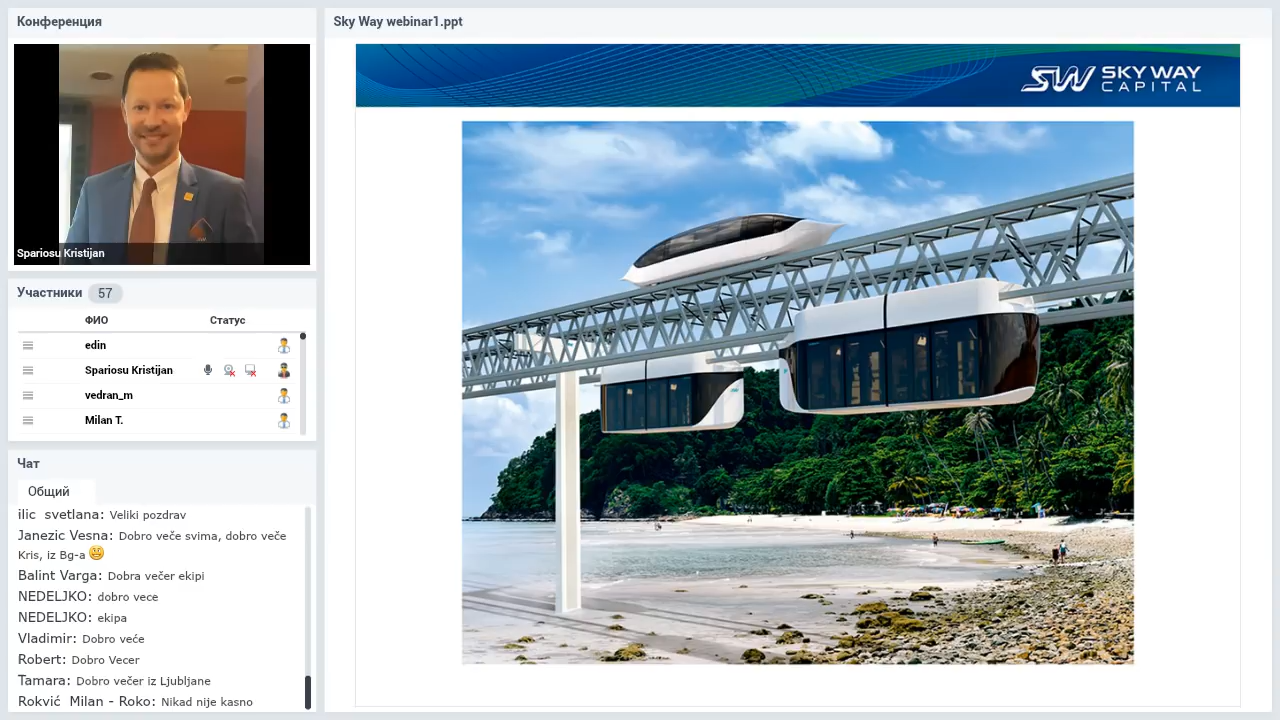 Конференция
Spariosu Kristijan
Участники 57
ФИО Статус
edin
Spariosu Kristijan
vedran_m
Milan T.
Чат
Общий
ilic svetlana: Veliki pozdrav
Janezic Vesna: Dobro veče svima, dobro veče
Kris, iz Bg-a
Balint Varga: Dobra večer ekipi
NEDELJKO: dobro vece
NEDELJKO: ekipa
Vladimir: Dobro veće
Robert: Dobro Vecer
Tamara: Dobro večer iz Ljubljane
Rokvić Milan - Roko: Nikad nije kasno
Sky Way webinar1.ppt
SW SKY WAY
CAPITAL